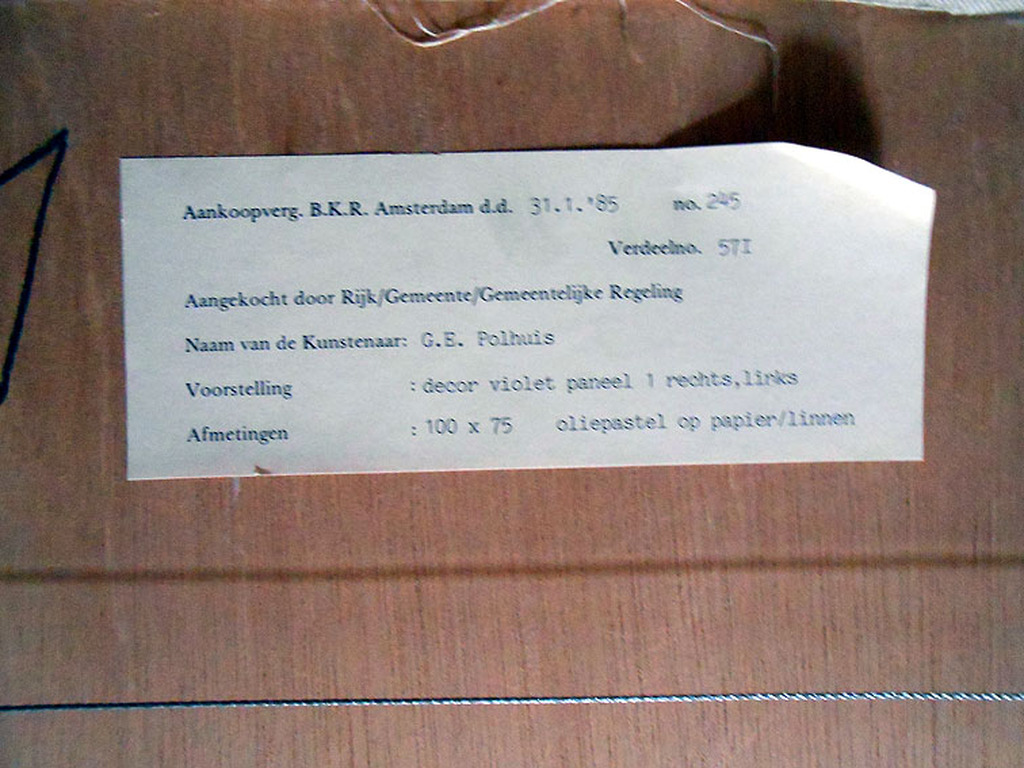 Aankoopverg. B.K.R. Amsterdam d.d. 31.1.'85 no. 245
Verdeelno. 57I
Aangekocht door Rijk/Gemeente/Gemeentelijke Regeling
Naam van de Kunstenaar: G.E. Polhuis
Voorstelling : decor violet paneel 1 rechts,links
Afmetingen : 100 x 75 oliepastel op papier/linnen